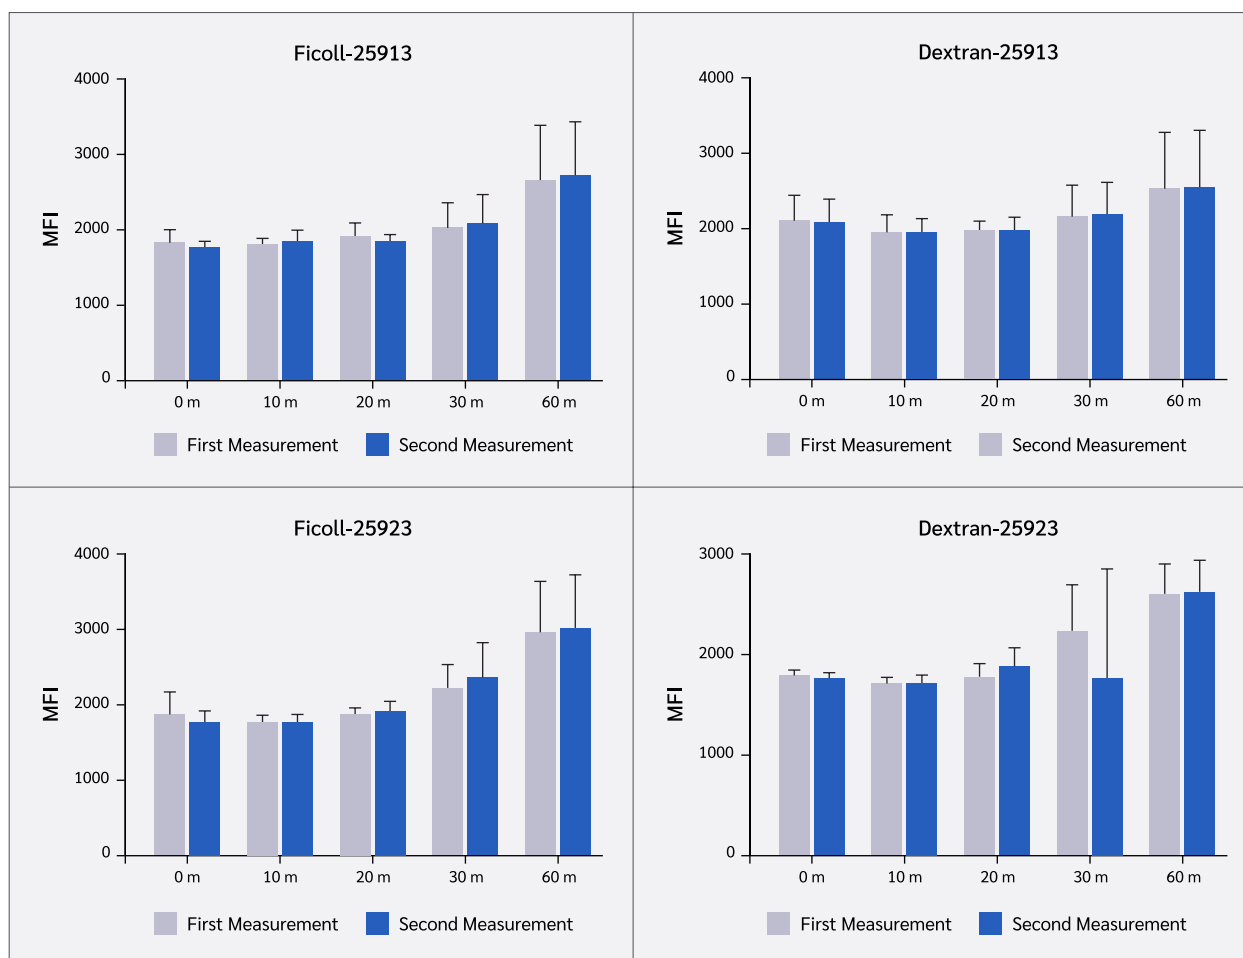 Ficoll-25913
MFI
4000
3000
2000
1000
0
0 m 10 m 20 m 30 m 60 m
First Measurement Second Measurement
Dextran-25913
MFI
4000
3000
2000
1000
0
0 m 10 m 20 m 30 m 60 m
First Measurement Second Measurement
Ficoll-25923
MFI
4000
3000
2000
1000
0
0 m 10 m 20 m 30 m 60 m
First Measurement Second Measurement
Dextran-25923
MFI
3000
2000
1000
0
0 m 10 m 20 m 30 m 60 m
First Measurement Second Measurement